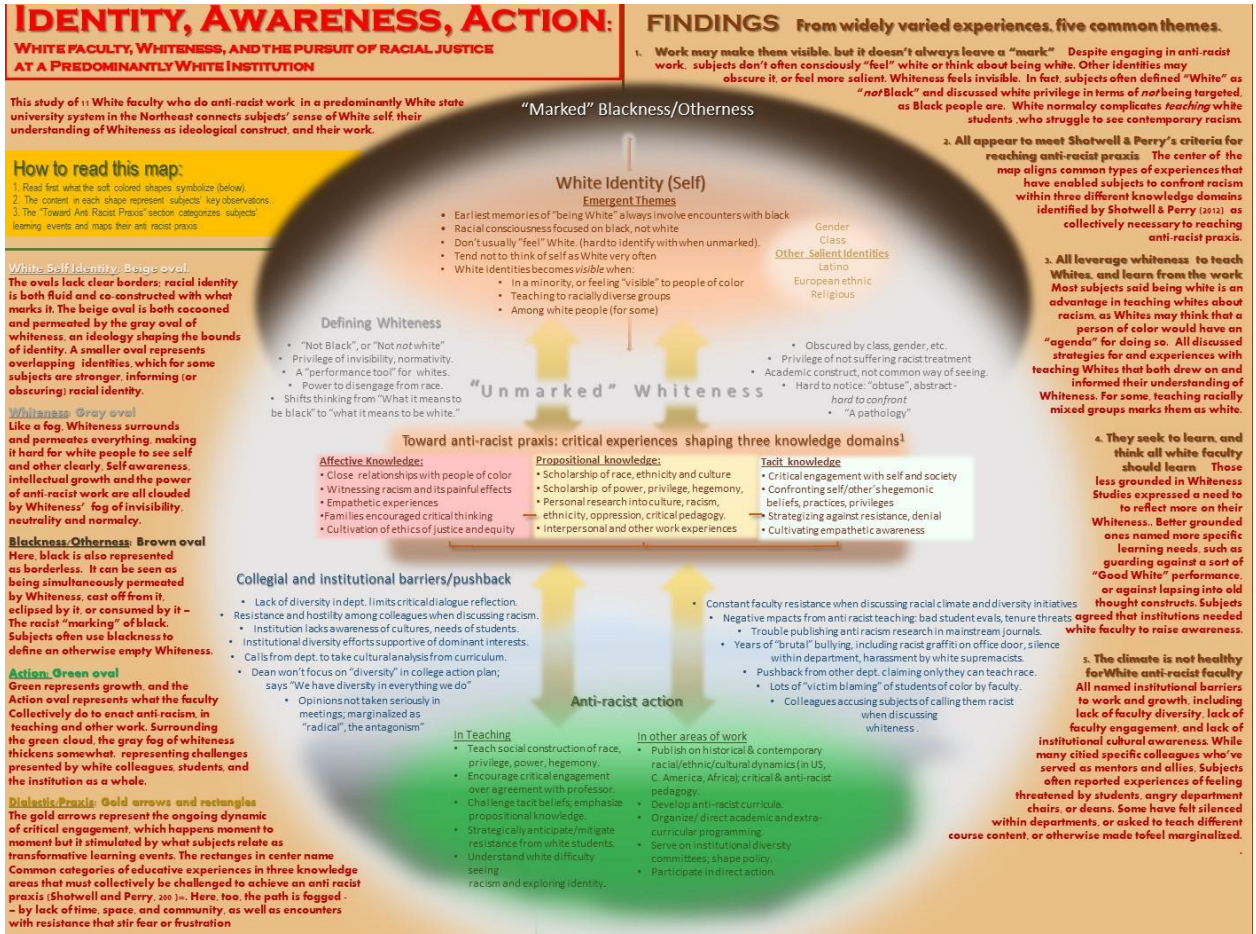 IDENTITY, AWARENESS, ACTION:
WHITE FACULTY, WHITENESS, AND THE PURSUIT OF RACIAL JUSTICE
AT A PREDOMINANTLY WHITE INSTITUTION
This study of 11 White faculty who do anti-racist work in a predominantly White state
university system in the Northeast connects subjects' sense of White self, their
understanding of Whiteness as ideological construct, and their work.
How to read this map:
1. Read first what the soft colored shapes symbolize (below).
2. The content in each shape represent subjects' key observations..
3. The "Toward Anti Racist Praxis" section categorizes subjects'
learning events and maps their anti racist praxis
White Self Identity: Beige oval.
The ovals lack clear borders; racial identity
is both fluid and co-constructed with what
marks it. The beige oval is both cocooned
and permeated by the gray oval of
whiteness, an ideology shaping the bounds
of identity. A smaller oval represents
overlapping identities, which for some
subjects are stronger, informing (or
obscuring) racial identity.
Whiteness: Gray oval
Like a fog, Whiteness surrounds
and permeates everything, making
it hard for white people to see self
and other clearly, Self awareness,
intellectual growth and the power
of anti-racist work are all clouded
by Whiteness' fog of invisibility,
neutrality and normalcy.
Blackness/Otherness: Brown oval
Here, black is also represented
as borderless. It can be seen as
being simultaneously permeated
by Whiteness, cast off from it,
eclipsed by it, or consumed by it –
The racist "marking" of black.
Subjects often use blackness to
define an otherwise empty Whiteness.
Action: Green oval
Green represents growth, and the
Action oval represents what the faculty
Collectively do to enact anti-racism, in
teaching and other work. Surrounding
the green cloud, the gray fog of whiteness
thickens somewhat, representing challenges
presented by white colleagues, students, and
the institution as a whole.
Dialectic/Praxis: Gold arrows and rectangles
The gold arrows represent the ongoing dynamic
of critical engagement, which happens moment to
moment but it stimulated by what subjects relate as
transformative learning events. The rectanges in center name
Common categories of educative experiences in three knowledge
areas that must collectively be challenged to achieve an anti racist
praxis (Shotwell and Perry, 200 )=. Here, too, the path is fogged -
– by lack of time, space, and community, as well as encounters
with resistance that stir fear or frustration
"Marked" Blackness/Otherness
White Identity (Self)
Emergent Themes
• Earliest memories of "being White" always involve encounters with black
• Racial consciousness focused on black, not white
• Don't usually "feel" White. (hard to identify with when unmarked).
• Tend not to think of self as White very often
• White identities becomes visible when:
• In a minority, or feeling "visible" to people of color
• Teaching to racially diverse groups
• Among white people (for some)
Gender
Class
Other Salient Identities
Latino
European ethnic
Religious
Defining Whiteness
• "Not Black", or "Not not white"
• Privilege of invisibility, normativity.
• A "performance tool" for whites.
• Power to disengage from race.
• Shifts thinking from "What it means to
be black" to "what it means to be white."
• Obscured by class, gender, etc.
• Privilege of not suffering racist treatment
• Academic construct, not common way of seeing.
• Hard to notice: "obtuse", abstract -
hard to confront
• "A pathology"
"Unmarked" Whiteness
Toward anti-racist praxis: critical experiences shaping three knowledge domains1
Affective Knowledge:
• Close relationships with people of color
• Witnessing racism and its painful effects
• Empathetic experiences
•Families encouraged critical thinking
• Cultivation of ethics of justice and equity
Propositional knowledge:
• Scholarship of race, ethnicity and culture
• Scholarship of power, privilege, hegemony,
• Personal research into culture, racism,
ethnicity, oppression, critical pedagogy.
• Interpersonal and other work experiences
Tacit knowledge
• Critical engagement with self and society
• Confronting self/other's hegemonic
beliefs, practices, privileges
• Strategizing against resistance, denial
• Cultivating empathetic awareness
Collegial and institutional barriers/pushback
• Lack of diversity in dept. limits critical dialogue reflection.
• Resistance and hostility among colleagues when discussing racism.
• Institution lacks awareness of cultures, needs of students.
• Institutional diversity efforts supportive of dominant interests.
• Calls from dept. to take cultural analysis from curriculum.
• Dean won't focus on "diversity" in college action plan;
says "We have diversity in everything we do"
• Opinions not taken seriously in
meetings; marginalized as
"radical", the antagonism"
• Constant faculty resistance when discussing racial climate and diversity initiatives
• Negative mpacts from anti racist teaching: bad student evals, tenure threats
• Trouble publishing anti racism research in mainstream journals.
• Years of "brutal" bullying, including racist graffiti on office door, silence
within department, harassment by white supremacists.
• Pushback from other dept. claiming only they can teach race.
• Lots of "victim blaming" of students of color by faculty.
• Colleagues accusing subjects of calling them racist
when discussing
whiteness .
Anti-racist action
In Teaching
• Teach social construction of race,
privilege, power, hegemony.
• Encourage critical engagement
over agreement with professor.
• Challenge tacit beliefs; emphasize
propositional knowledge.
• Strategically anticipate/mitigate
resistance from white students.
• Understand white difficulty
seeing
racism and exploring identity.
In other areas of work
• Publish on historical & contemporary
racial/ethnic/cultural dynamics (in US,
C. America, Africa); critical & anti-racist
pedagogy.
• Develop anti-racist curricula.
• Organize/ direct academic and extra-
curricular programming.
• Serve on institutional diversity
committees; shape policy.
• Participate in direct action.
FINDINGS From widely varied experiences, five common themes.
1. Work may make them visible, but it doesn't always leave a "mark" Despite engaging in anti-racist
work, subjects don't often consciously "feel" white or think about being white. Other identities may
obscure it, or feel more salient. Whiteness feels invisible. In fact, subjects often defined "White" as
"not Black" and discussed white privilege in terms of not being targeted,
as Black people are. White normalcy complicates teaching white
students ,who struggle to see contemporary racism.
2. All appear to meet Shotwell & Perry's criteria for
reaching anti-racist praxis The center of the
map aligns common types of experiences that
have enabled subjects to confront racism
within three different knowledge domains
identified by Shotwell & Perry (2012) as
collectively necessary to reaching
anti-racist praxis.
3. All leverage whiteness to teach
Whites, and learn from the work
Most subjects said being white is an
advantage in teaching whites about
racism, as Whites may think that a
person of color would have an
"agenda" for doing so. All discussed
strategies for and experiences with
teaching Whites that both drew on and
informed their understanding of
Whiteness. For some, teaching racially
mixed groups marks them as white.
4. They seek to learn, and
think all white faculty
should learn Those
less grounded in Whiteness
Studies expressed a need to
to reflect more on their
Whiteness.. Better grounded
ones named more specific
learning needs, such as
guarding against a sort of
"Good White" performance,
or against lapsing into old
thought constructs. Subjects
agreed that institutions needed
white faculty to raise awareness.
5. The climate is not healthy
forWhite anti-racist faculty
All named institutional barriers
to work and growth, including
lack of faculty diversity, lack of
faculty engagement, and lack of
institutional cultural awareness. While
many citied specific colleagues who've
served as mentors and allies, Subjects
often reported experiences of feeling
threatened by students, angry department
chairs, or deans. Some have felt silenced
within departments, or asked to teach different
course content, or otherwise made tofeel marginalized.
.